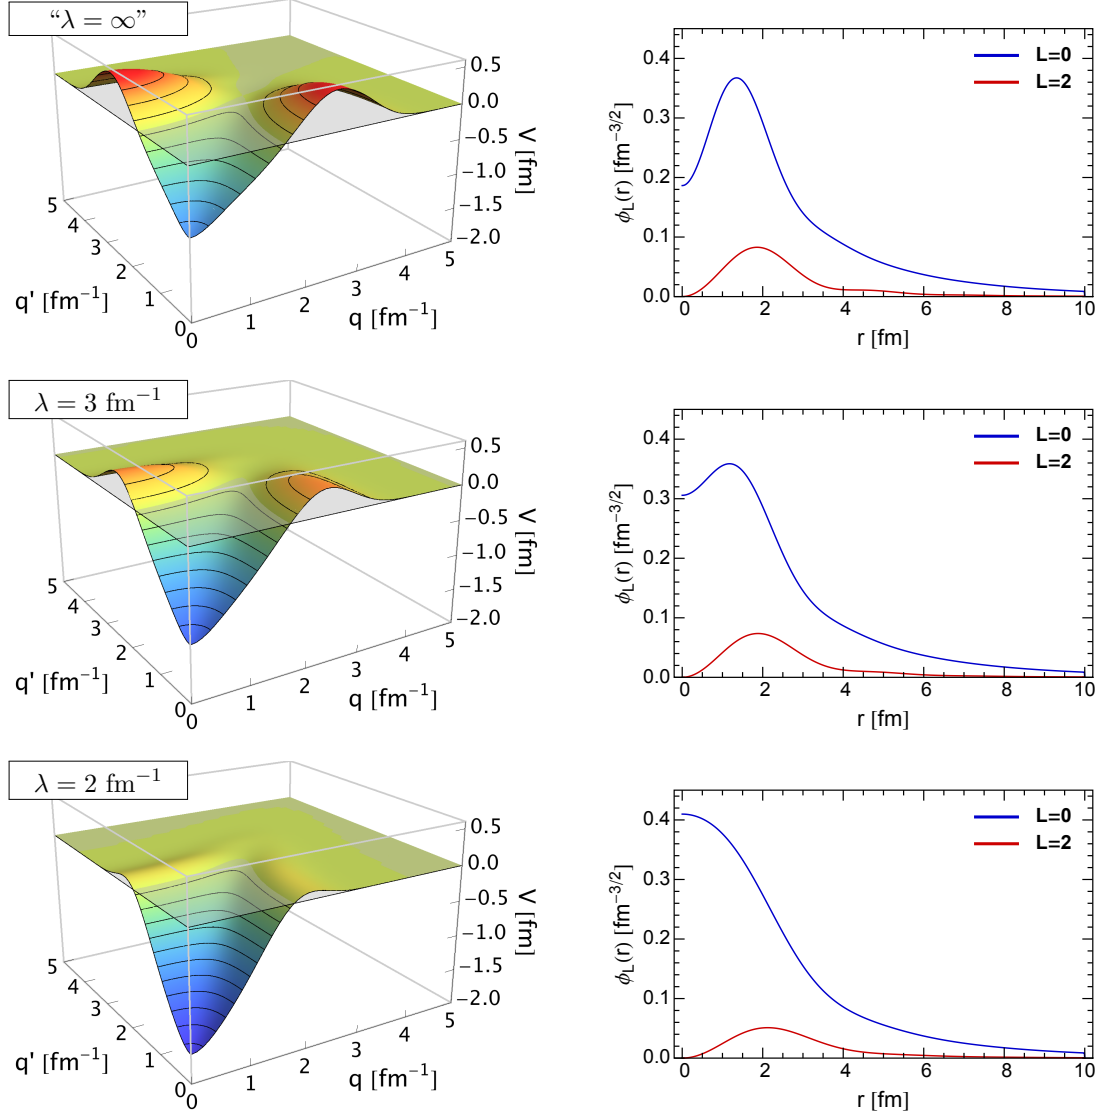 “λ = ∞”
0.5
0.0
−0.5
−1.0
−1.5
−2.0
V [fm]
5
4
3
2
1
0
q' [fm⁻¹]
0
1
2
3
4
5
q [fm⁻¹]
L=0
L=2
0.4
0.3
0.2
0.1
0.0
ϕL(r) [fm⁻³/²]
0 2 4 6 8 10
r [fm]
λ = 3 fm⁻¹
0.5
0.0
−0.5
−1.0
−1.5
−2.0
V [fm]
5
4
3
2
1
0
q' [fm⁻¹]
0
1
2
3
4
5
q [fm⁻¹]
L=0
L=2
0.4
0.3
0.2
0.1
0.0
ϕL(r) [fm⁻³/²]
0 2 4 6 8 10
r [fm]
λ = 2 fm⁻¹
0.5
0.0
−0.5
−1.0
−1.5
−2.0
V [fm]
5
4
3
2
1
0
q' [fm⁻¹]
0
1
2
3
4
5
q [fm⁻¹]
L=0
L=2
0.4
0.3
0.2
0.1
0.0
ϕL(r) [fm⁻³/²]
0 2 4 6 8 10
r [fm]